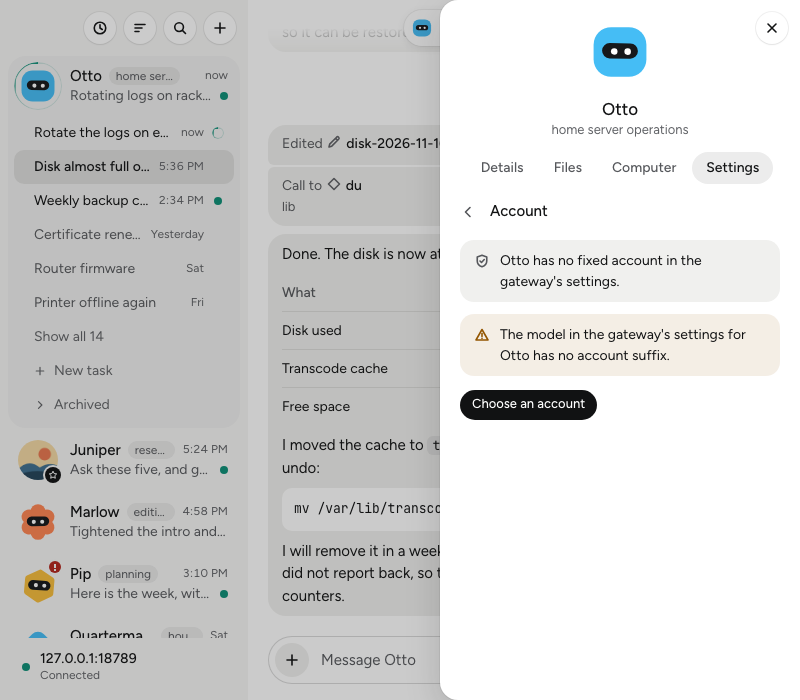 Otto
home ser...
now
Rotating logs on rack...
Rotate the logs on e...
now
Disk almost full o...
5:36 PM
Weekly backup c...
2:34 PM
Certificate rene...
Yesterday
Router firmware
Sat
Printer offline again
Fri
Show all 14
New task
Archived
Juniper
rese...
5:24 PM
Ask these five, and g...
Marlow
editi...
4:58 PM
Tightened the intro and...
Pip
planning
3:10 PM
Here is the week, wit...
Quarterma
hou...
Sat
127.0.0.1:18789
Connected
so it can be restor
Edited
disk-2026-11-1
Call to
du
lib
Done. The disk is now at
What
Disk used
Transcode cache
Free space
I moved the cache to
undo:
mv /var/lib/transco
I will remove it in a week
did not report back, so t
counters.
Message Otto
Otto
home server operations
Details
Files
Computer
Settings
Account
Otto has no fixed account in the
gateway's settings.
The model in the gateway's settings for
Otto has no account suffix.
Choose an account